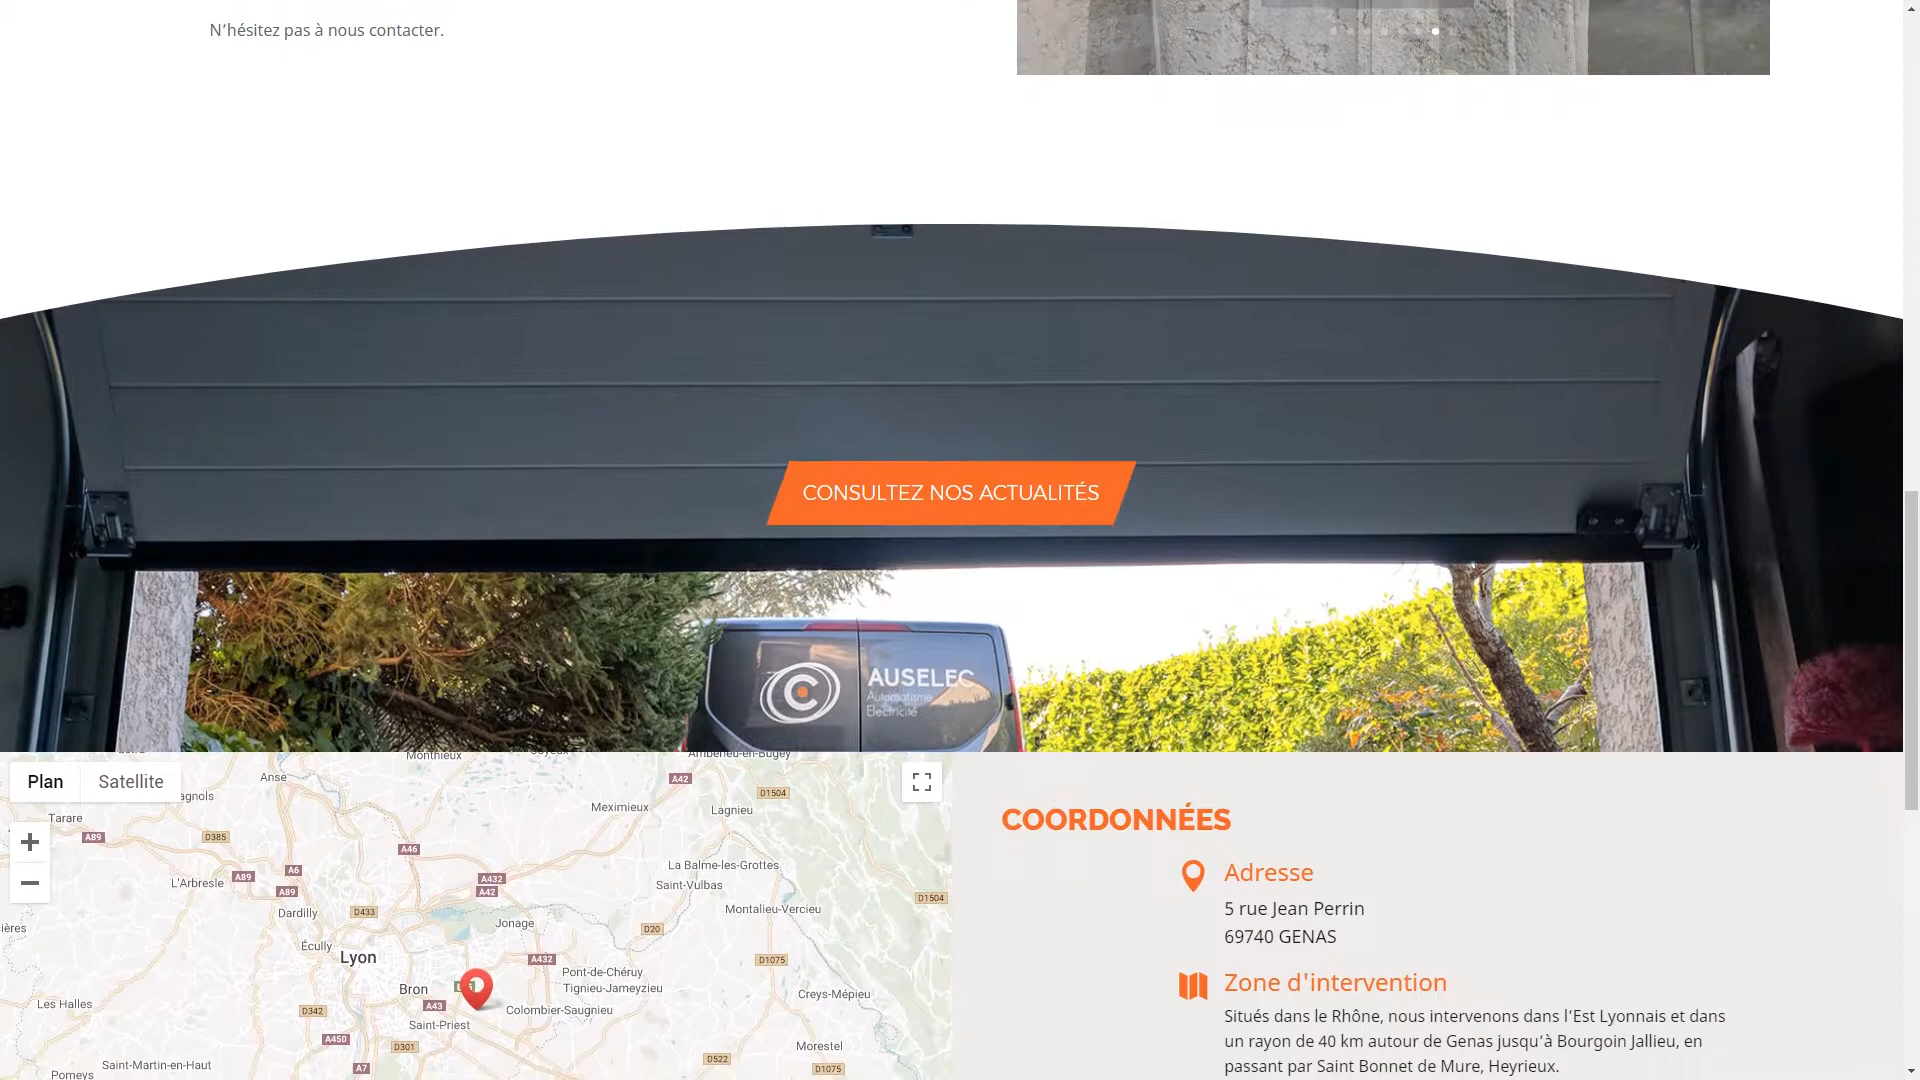 N’hésitez pas à nous contacter.
CONSULTEZ NOS ACTUALITÉS
AUSELEC
Automatisme
Électricité
Plan
Satellite
Monthieux
Ambérieu-en-Bugey
Anse
A42
D1504
Meximieux
Lagnieu
Tarare
A89
D385
A46
La Balme-les-Grottes
A6
A432
A42
L'Arbresle
A89
A89
Saint-Vulbas
D1504
Dardilly
D433
Montalieu-Vercieu
Jonage
D20
Écully
Lyon
A432
D1075
Pont-de-Chéruy
Bron
Tignieu-Jameyzieu
Creys-Mépieu
Les Halles
A43
D342
Colombier-Saugnieu
Saint-Priest
A450
D301
Morestel
D522
Saint-Martin-en-Haut
A7
D1075
Pomeys
COORDONNÉES
Adresse
5 rue Jean Perrin
69740 GENAS
Zone d'intervention
Situés dans le Rhône, nous intervenons dans l’Est Lyonnais et dans
un rayon de 40 km autour de Genas jusqu’à Bourgoin Jallieu, en
passant par Saint Bonnet de Mure, Heyrieux.